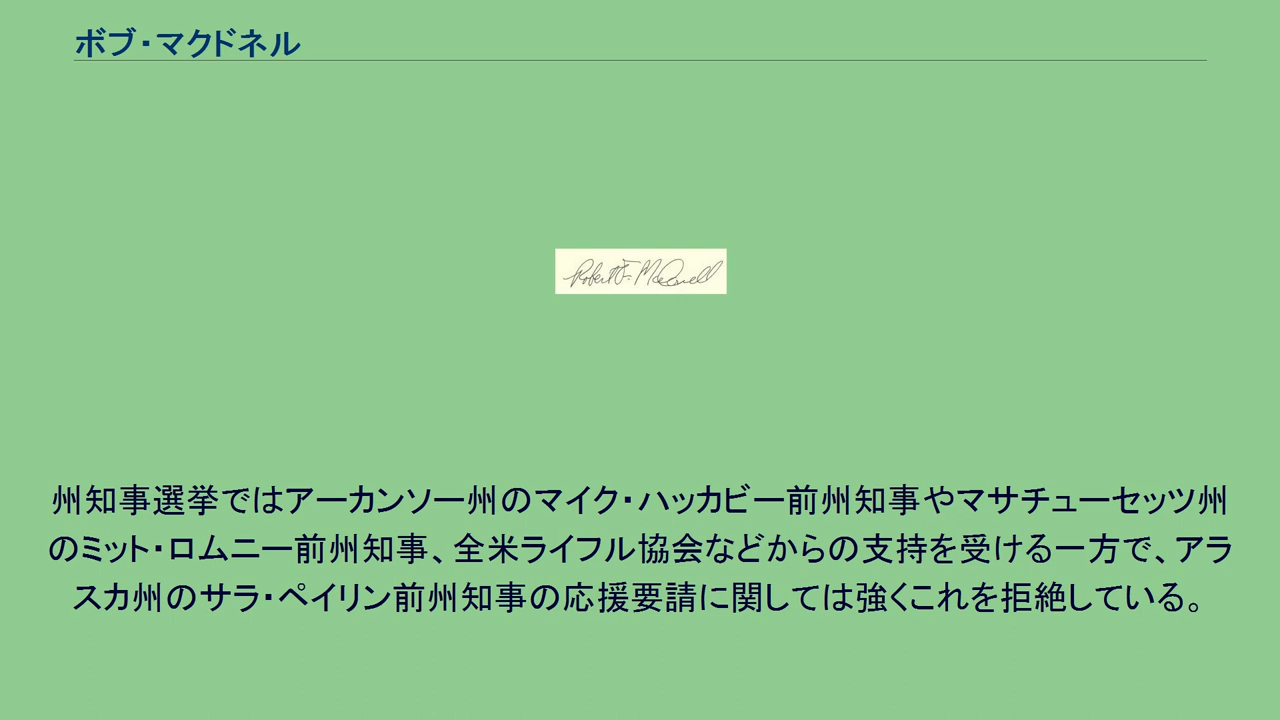 ボブ・マクドネル
Robert F. McDonnell
州知事選挙ではアーカンソー州のマイク・ハッカビー前州知事やマサチューセッツ州
のミット・ロムニー前州知事、全米ライフル協会などからの支持を受ける一方で、アラ
スカ州のサラ・ペイリン前州知事の応援要請に関しては強くこれを拒絶している。